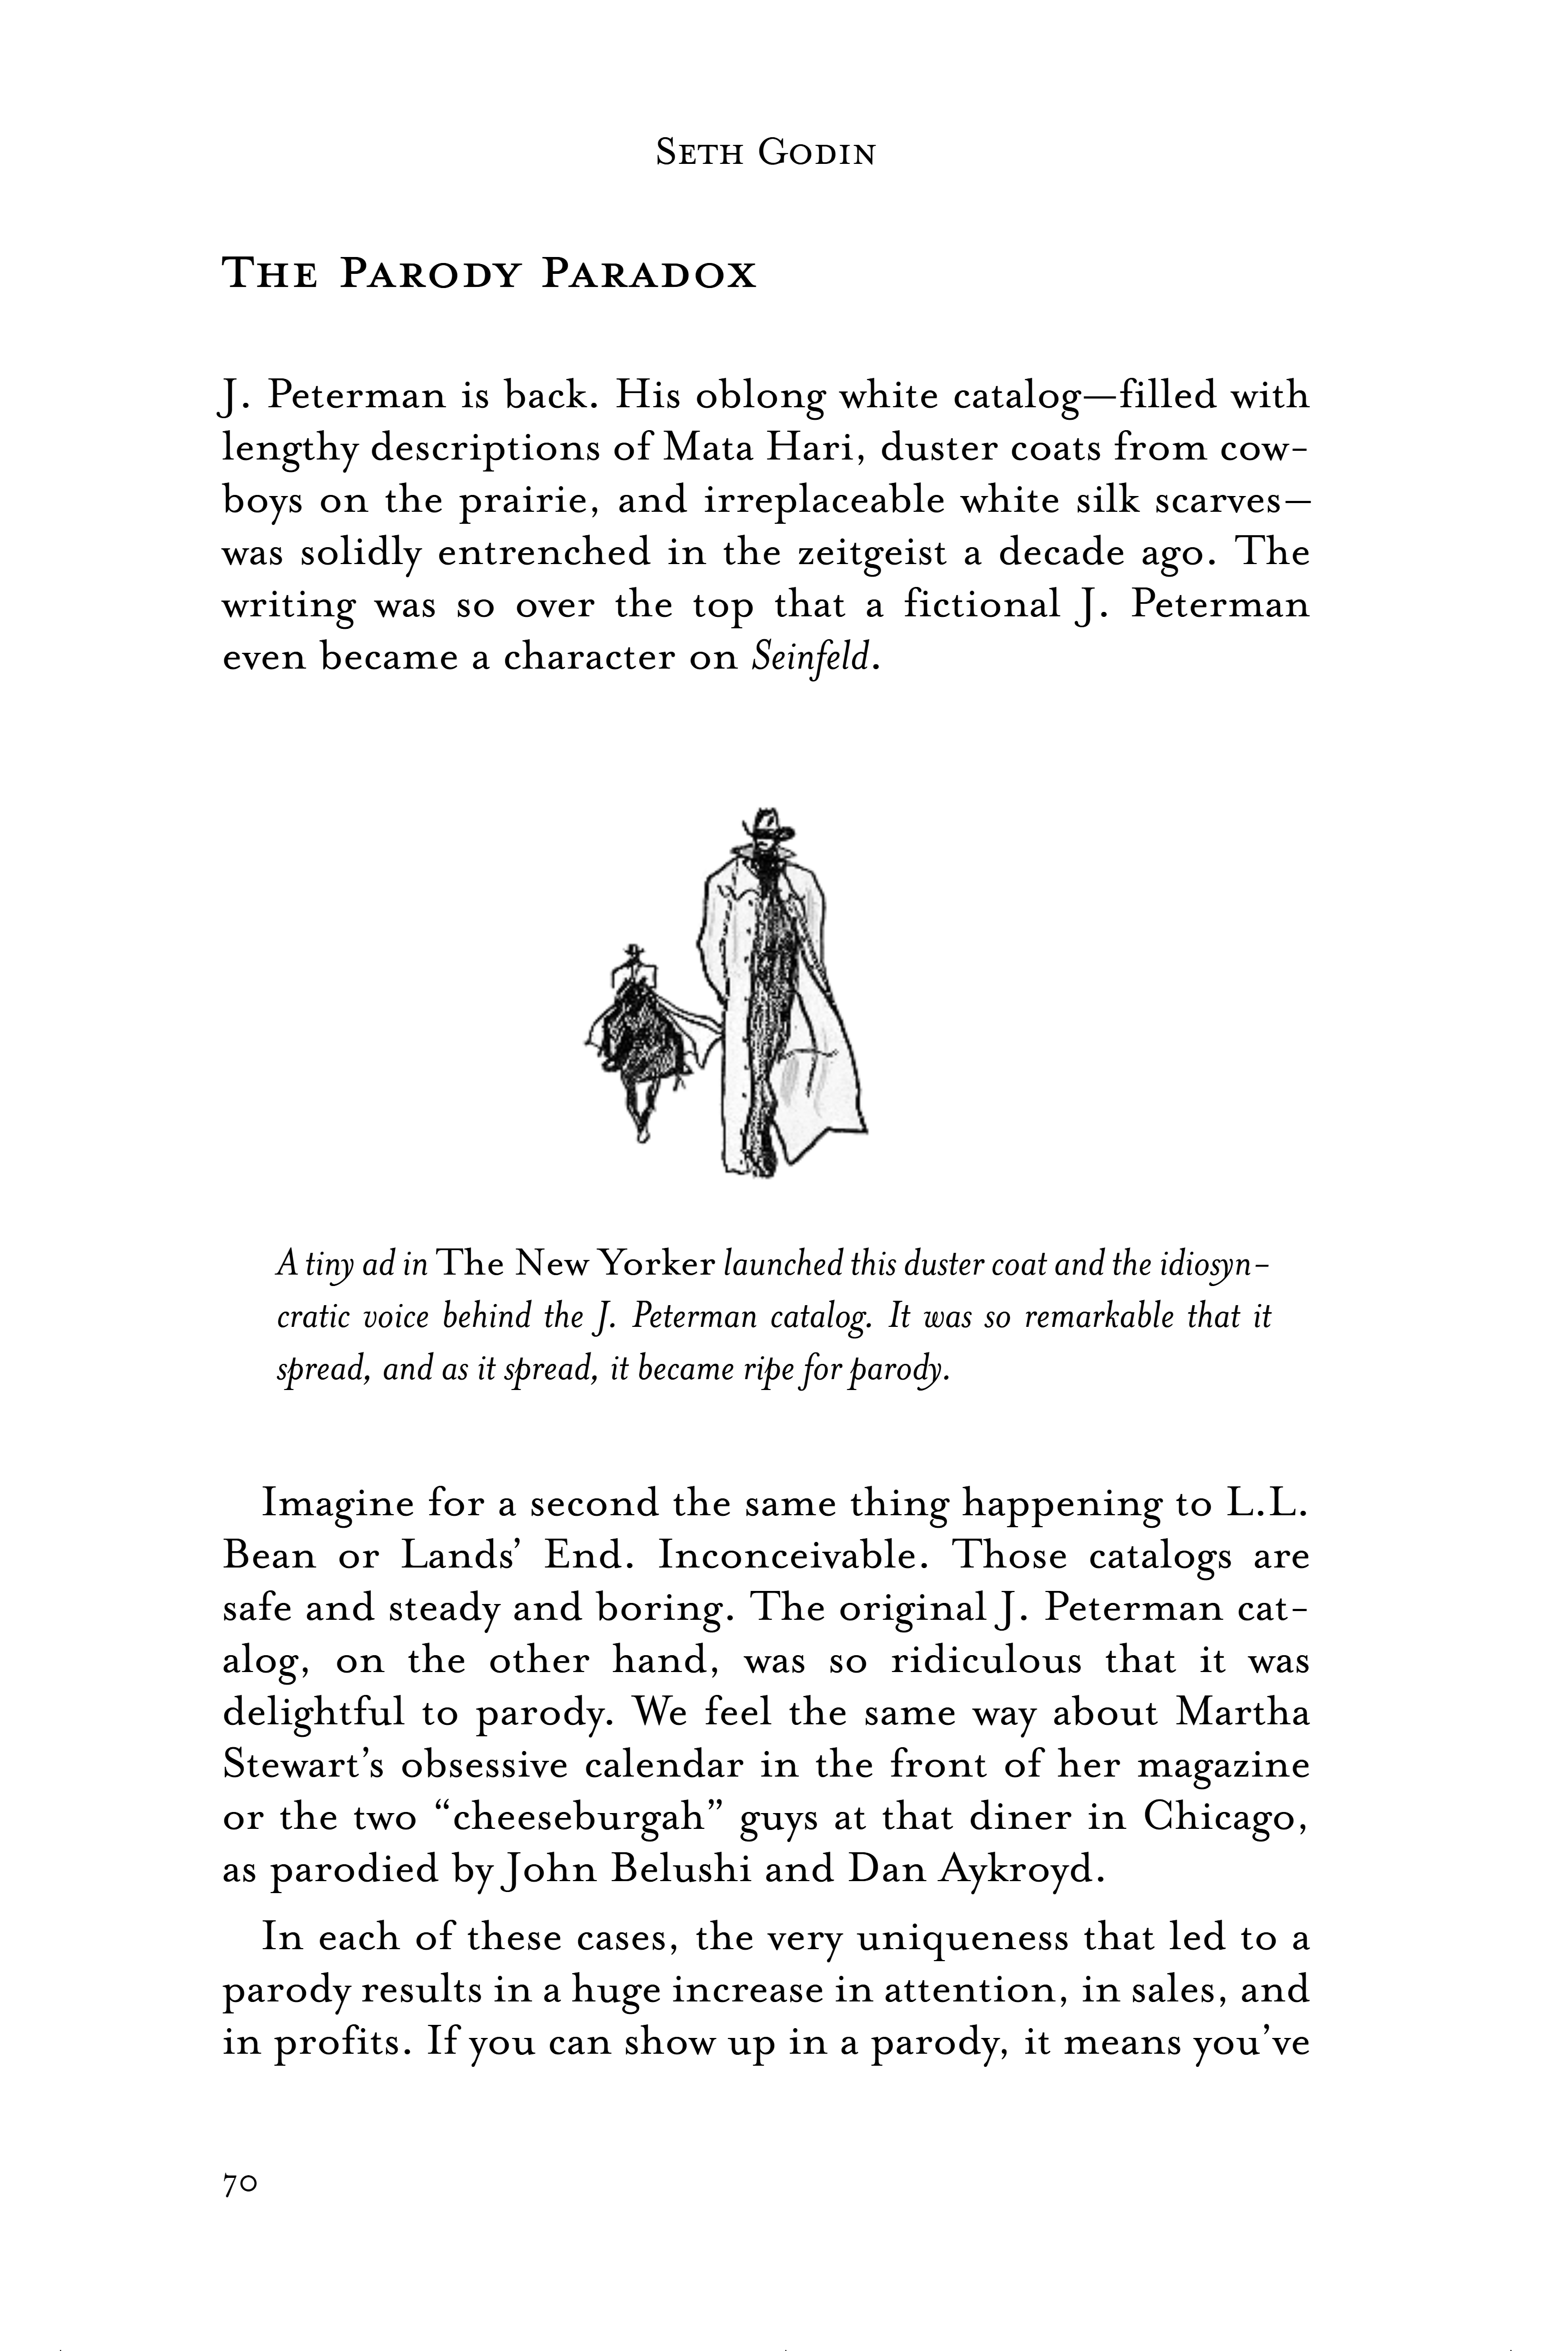 Seth Godin
The Parody Paradox
J. Peterman is back. His oblong white catalog—filled with
lengthy descriptions of Mata Hari, duster coats from cow-
boys on the prairie, and irreplaceable white silk scarves—
was solidly entrenched in the zeitgeist a decade ago. The
writing was so over the top that a fictional J. Peterman
even became a character on Seinfeld.
A tiny ad in The New Yorker launched this duster coat and the idiosyn-
cratic voice behind the J. Peterman catalog. It was so remarkable that it
spread, and as it spread, it became ripe for parody.
Imagine for a second the same thing happening to L.L.
Bean or Lands’ End. Inconceivable. Those catalogs are
safe and steady and boring. The original J. Peterman cat-
alog, on the other hand, was so ridiculous that it was
delightful to parody. We feel the same way about Martha
Stewart’s obsessive calendar in the front of her magazine
or the two “cheeseburgah” guys at that diner in Chicago,
as parodied by John Belushi and Dan Aykroyd.
In each of these cases, the very uniqueness that led to a
parody results in a huge increase in attention, in sales, and
in profits. If you can show up in a parody, it means you’ve
70